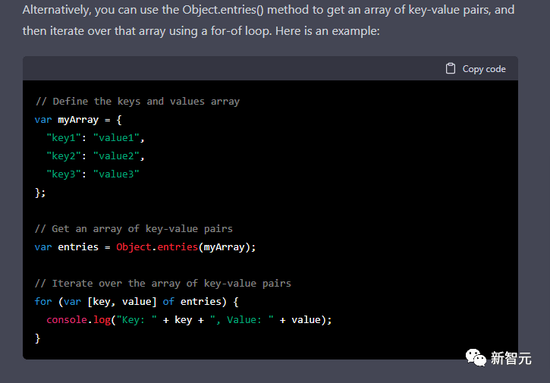 Alternatively, you can use the Object.entries() method to get an array of key-value pairs, and
then iterate over that array using a for-of loop. Here is an example:
Copy code
// Define the keys and values array
var myArray = {
  "key1": "value1",
  "key2": "value2",
  "key3": "value3"
};
// Get an array of key-value pairs
var entries = Object.entries(myArray);
// Iterate over the array of key-value pairs
for (var [key, value] of entries) {
  console.log("Key: " + key + ", Value: " + value);
}
新智元